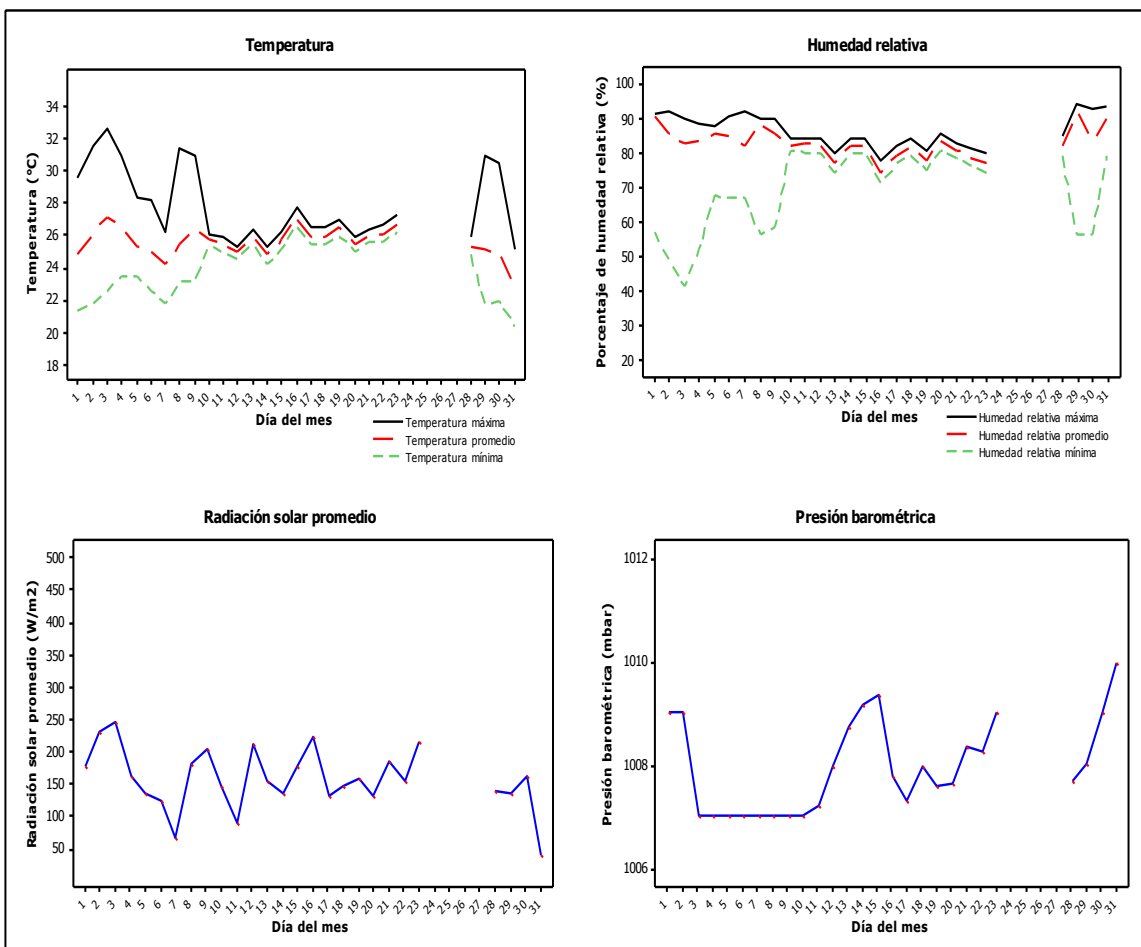 Temperatura
Temperatura (°C)
34
32
30
28
26
24
22
20
18
1 2 3 4 5 6 7 8 9 10 11 12 13 14 15 16 17 18 19 20 21 22 23 24 25 26 27 28 29 30 31
Día del mes
Temperatura máxima
Temperatura promedio
Temperatura mínima
Humedad relativa
Porcentaje de humedad relativa (%)
100
90
80
70
60
50
40
30
20
1 2 3 4 5 6 7 8 9 10 11 12 13 14 15 16 17 18 19 20 21 22 23 24 25 26 27 28 29 30 31
Día del mes
Humedad relativa máxima
Humedad relativa promedio
Humedad relativa mínima
Radiación solar promedio
Radiación solar promedio (W/m2)
500
450
400
350
300
250
200
150
100
50
1 2 3 4 5 6 7 8 9 10 11 12 13 14 15 16 17 18 19 20 21 22 23 24 25 26 27 28 29 30 31
Día del mes
Presión barométrica
Presión barométrica (mbar)
1012
1010
1008
1006
1 2 3 4 5 6 7 8 9 10 11 12 13 14 15 16 17 18 19 20 21 22 23 24 25 26 27 28 29 30 31
Día del mes